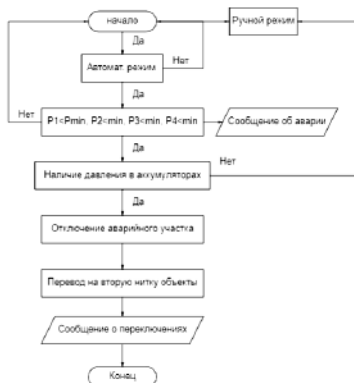 начало
Ручной режим
Да
Автомат. режим
Нет
Да
Нет
P1<Pmin, P2<min, P3<min, P4<min
Сообщение об аварии
Да
Нет
Наличие давления в аккумуляторах
Да
Отключение аварийного участка
Перевод на вторую нитку объекты
Сообщение о переключениях
Конец